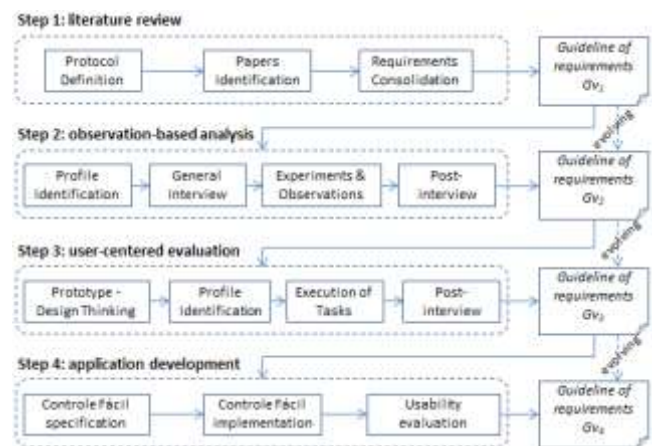 Step 1: literature review
Protocol
Definition
Papers
Identification
Requirements
Consolidation
Guideline of
requirements
Gv1
evolving
Step 2: observation-based analysis
Profile
Identification
General
Interview
Experiments &
Observations
Post-
interview
Guideline of
requirements
Gv2
evolving
Step 3: user-centered evaluation
Prototype -
Design Thinking
Profile
Identification
Execution of
Tasks
Post-
interview
Guideline of
requirements
Gv3
evolving
Step 4: application development
Controle Fácil
specification
Controle Fácil
implementation
Usability
evaluation
Guideline of
requirements
Gv4